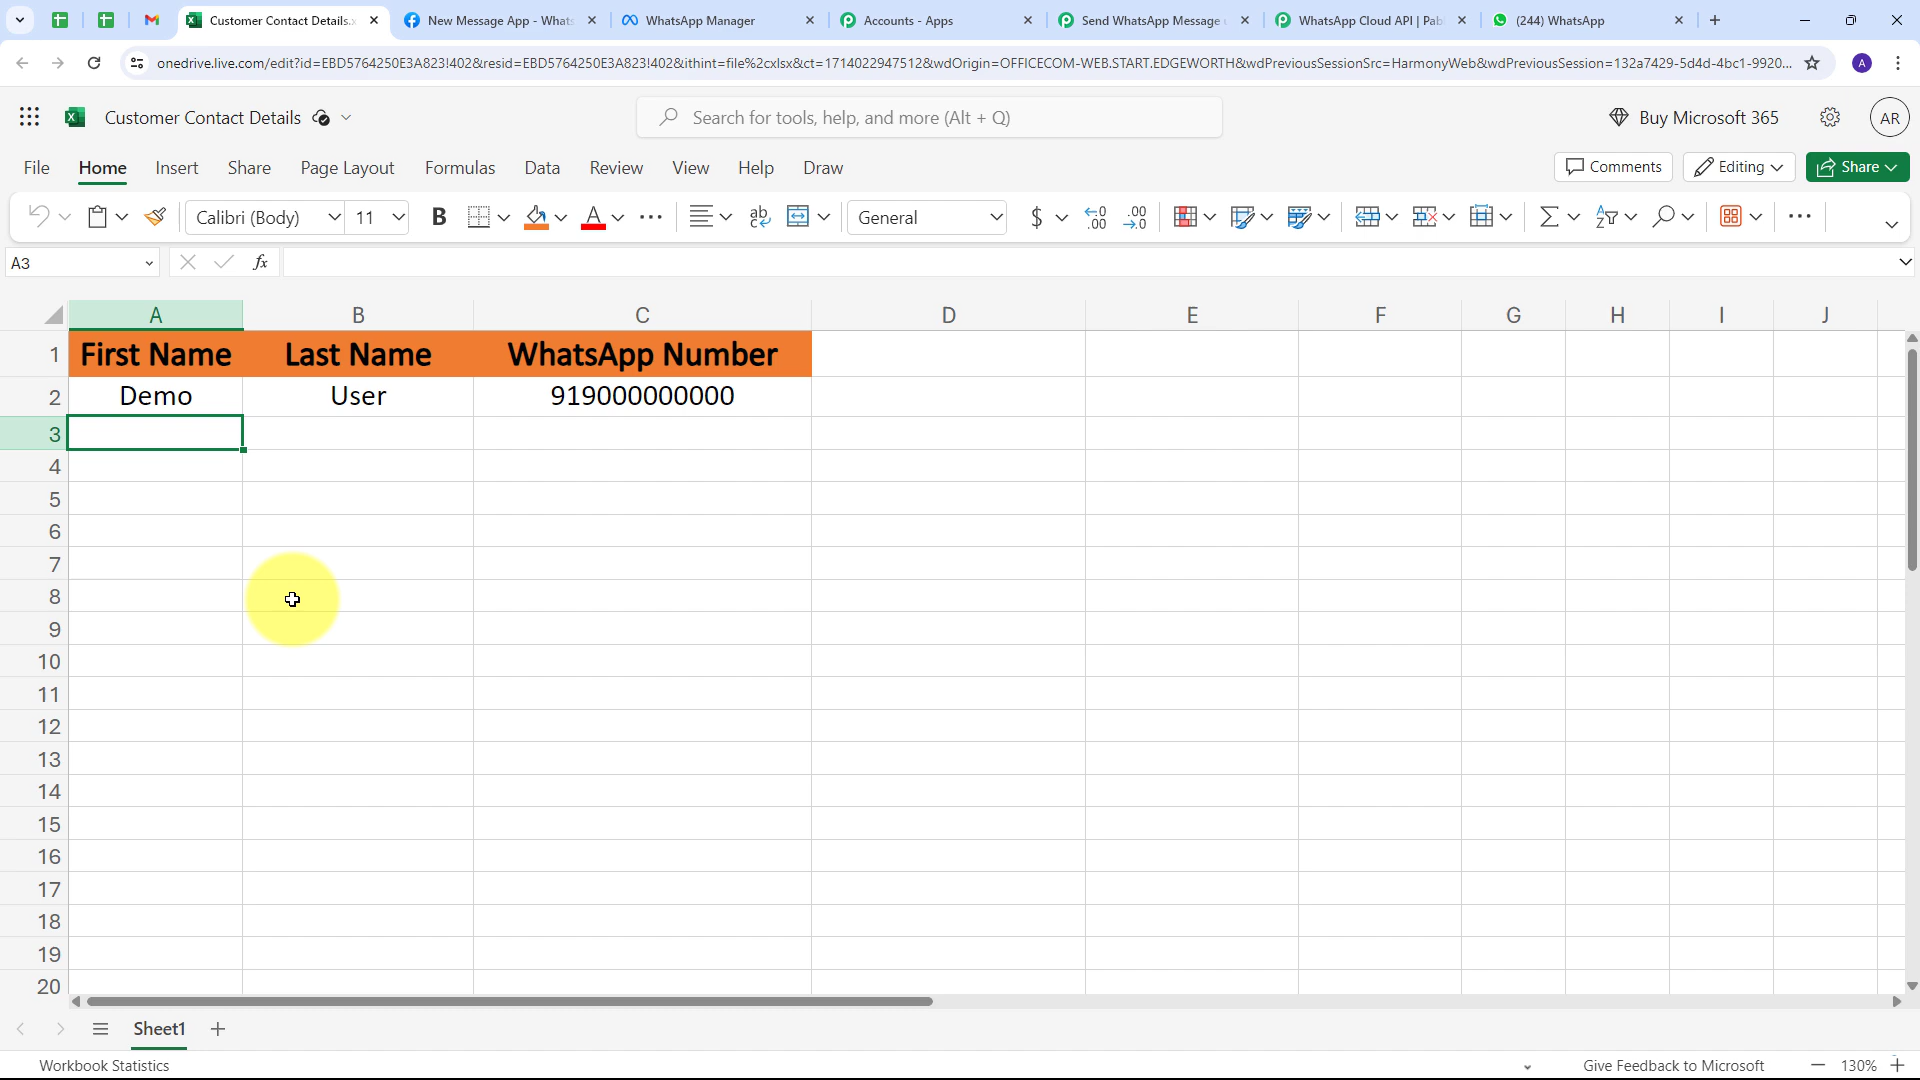 Customer Contact Details.x
New Message App - Whats
WhatsApp Manager
Accounts - Apps
Send WhatsApp Message u
WhatsApp Cloud API | Pab
(244) WhatsApp
onedrive.live.com/edit?id=EBD5764250E3A823!402&resid=EBD5764250E3A823!402&ithint=file%2cxlsx&ct=1714022947512&wdOrigin=OFFICECOM-WEB.START.EDGEWORTH&wdPreviousSessionSrc=HarmonyWeb&wdPreviousSession=132a7429-5d4d-4bc1-9920...
A
Customer Contact Details
Search for tools, help, and more (Alt + Q)
Buy Microsoft 365
AR
File Home Insert Share Page Layout Formulas Data Review View Help Draw
Comments
Editing
Share
Calibri (Body) 11 B A ab General $ .00 .00
A3
fx
A B C D E F G H I J
1 First Name Last Name WhatsApp Number
2 Demo User 919000000000
3
4
5
6
7
8
9
10
11
12
13
14
15
16
17
18
19
20
Sheet1
Workbook Statistics
Give Feedback to Microsoft
130%